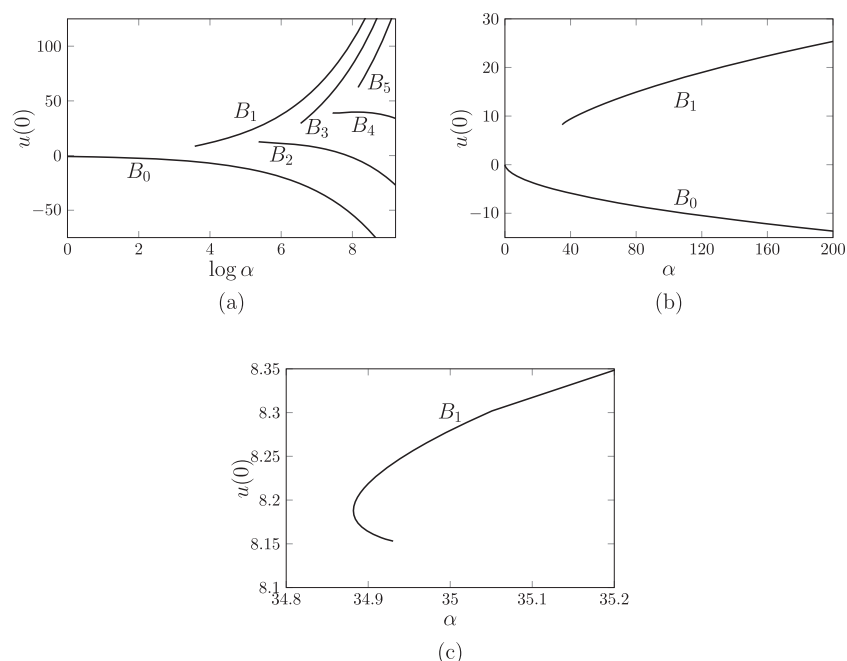 100
50
0
−50
u(0)
B₀
B₁
B₂
B₃
B₄
B₅
0 2 4 6 8
log α
(a)
30
20
10
0
−10
u(0)
B₁
B₀
0 40 80 120 160 200
α
(b)
8.35
8.3
8.25
8.2
8.15
8.1
u(0)
B₁
34.8 34.9 35 35.1 35.2
α
(c)